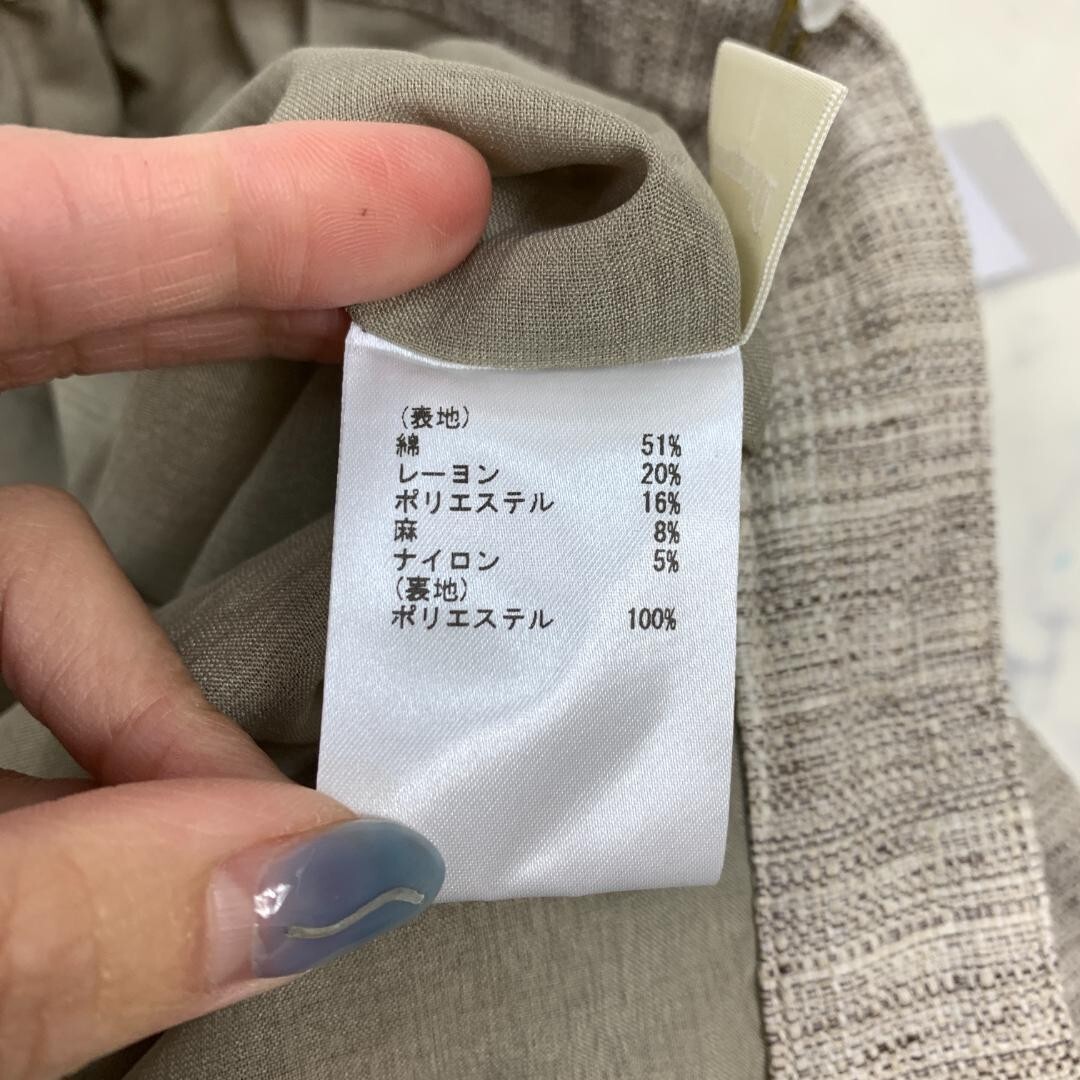 (表地)
綿 51%
レーヨン 20%
ポリエステル 16%
麻 8%
ナイロン 5%
(裏地)
ポリエステル 100%